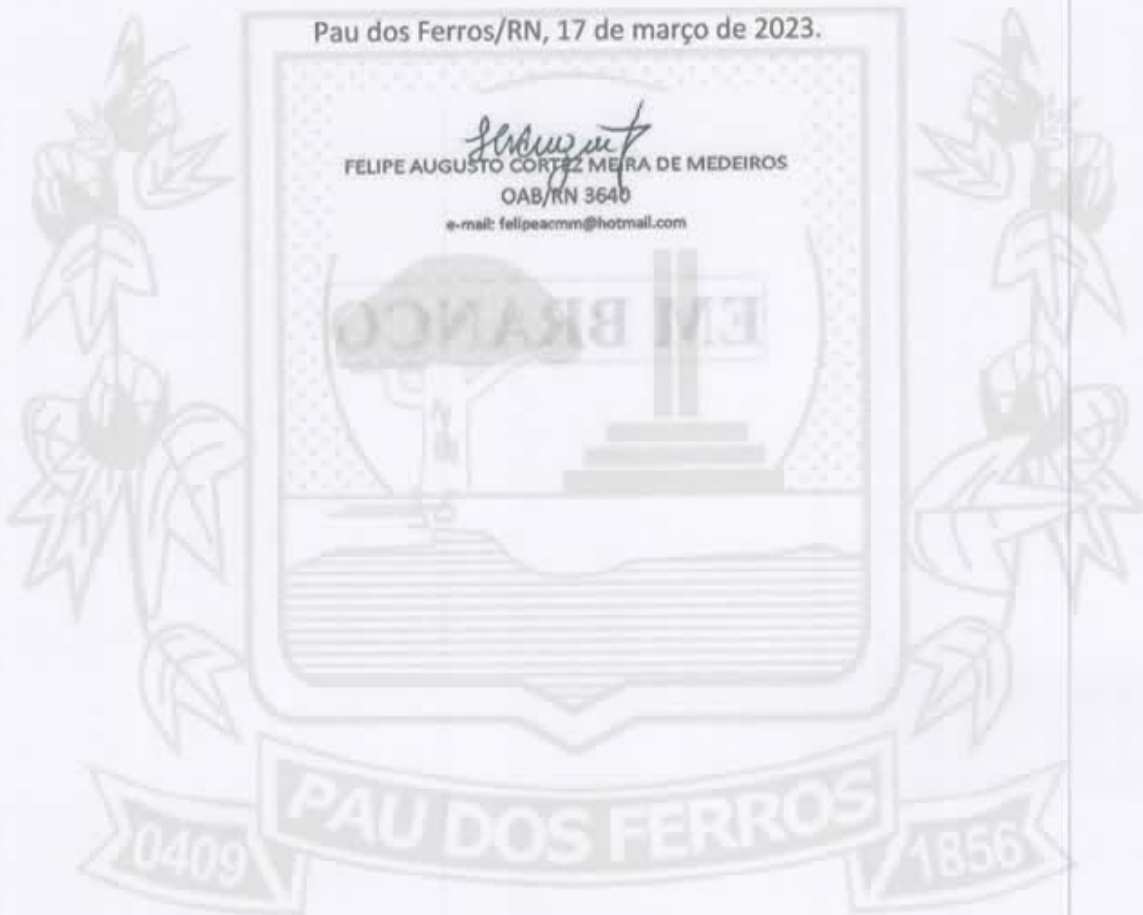 Pau dos Ferros/RN, 17 de março de 2023.
FELIPE AUGUSTO CORTEZ MEIRA DE MEDEIROS
OAB/RN 3640
e-mail: felipeacmm@hotmail.com
EM BRANCO
PAU DOS FERROS
0409
1856